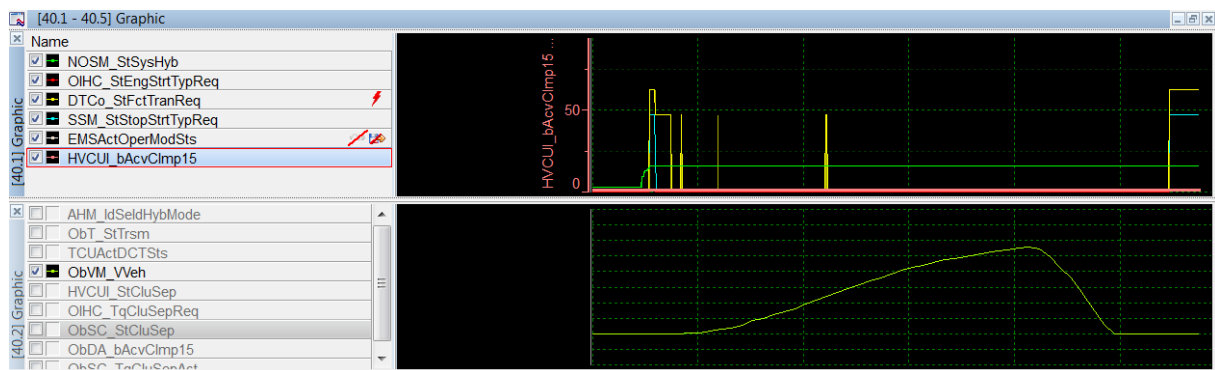 [40.1 - 40.5] Graphic
Name
NOSM_StSysHyb
OIHC_StEngStrtTypReq
DTCo_StFctTranReq
SSM_StStopStrtTypReq
EMSActOperModSts
HVCUI_bAcvClmp15
[40.1] Graphic
HVCUI_bAcvClmp15 ...
50
0
AHM_IdSeldHybMode
ObT_StTrsm
TCUActDCTSts
ObVM_VVeh
HVCUI_StCluSep
OIHC_TqCluSepReq
ObSC_StCluSep
ObDA_bAcvClmp15
ObSC_TqCluSepAct
[40.2] Graphic